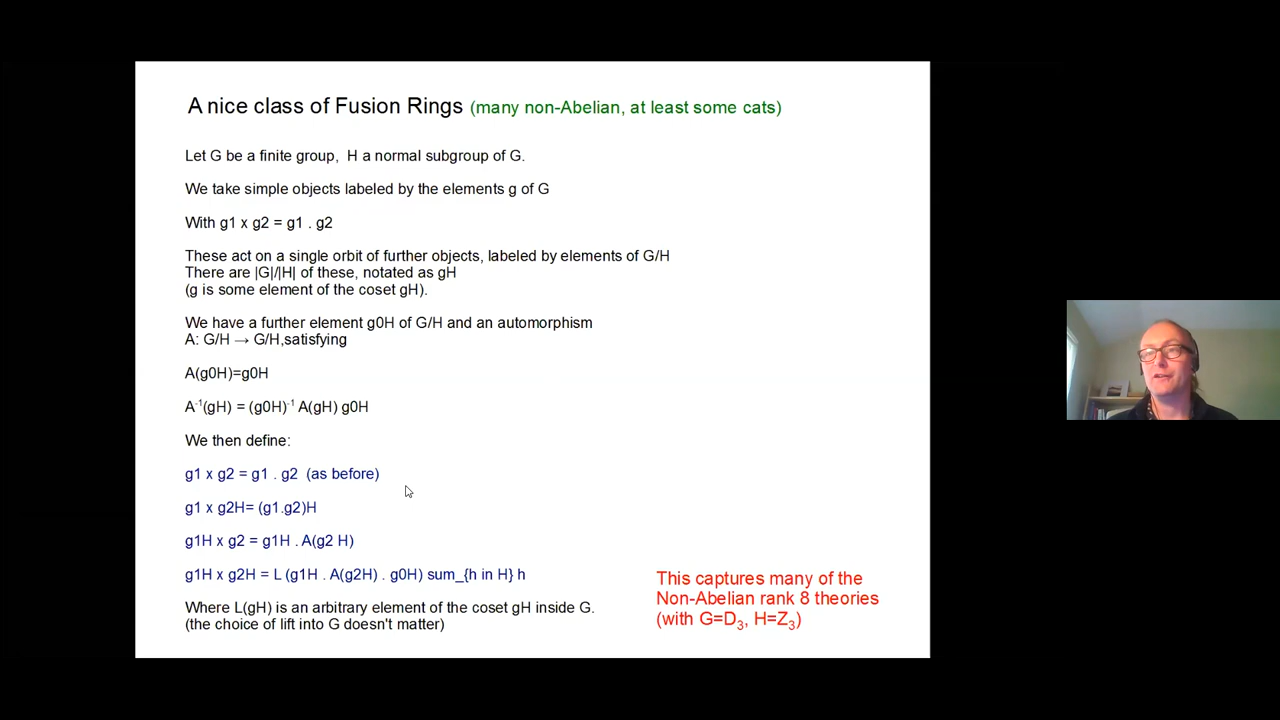 A nice class of Fusion Rings (many non-Abelian, at least some cats)
Let G be a finite group, H a normal subgroup of G.
We take simple objects labeled by the elements g of G
With g1 x g2 = g1 . g2
These act on a single orbit of further objects, labeled by elements of G/H
There are |G|/|H| of these, notated as gH
(g is some element of the coset gH).
We have a further element g0H of G/H and an automorphism
A: G/H → G/H,satisfying
A(g0H)=g0H
A⁻¹(gH) = (g0H)⁻¹ A(gH) g0H
We then define:
g1 x g2 = g1 . g2 (as before)
g1 x g2H= (g1.g2)H
g1H x g2 = g1H . A(g2 H)
g1H x g2H = L (g1H . A(g2H) . g0H) sum_{h in H} h
Where L(gH) is an arbitrary element of the coset gH inside G.
(the choice of lift into G doesn't matter)
This captures many of the
Non-Abelian rank 8 theories
(with G=D₃, H=Z₃)